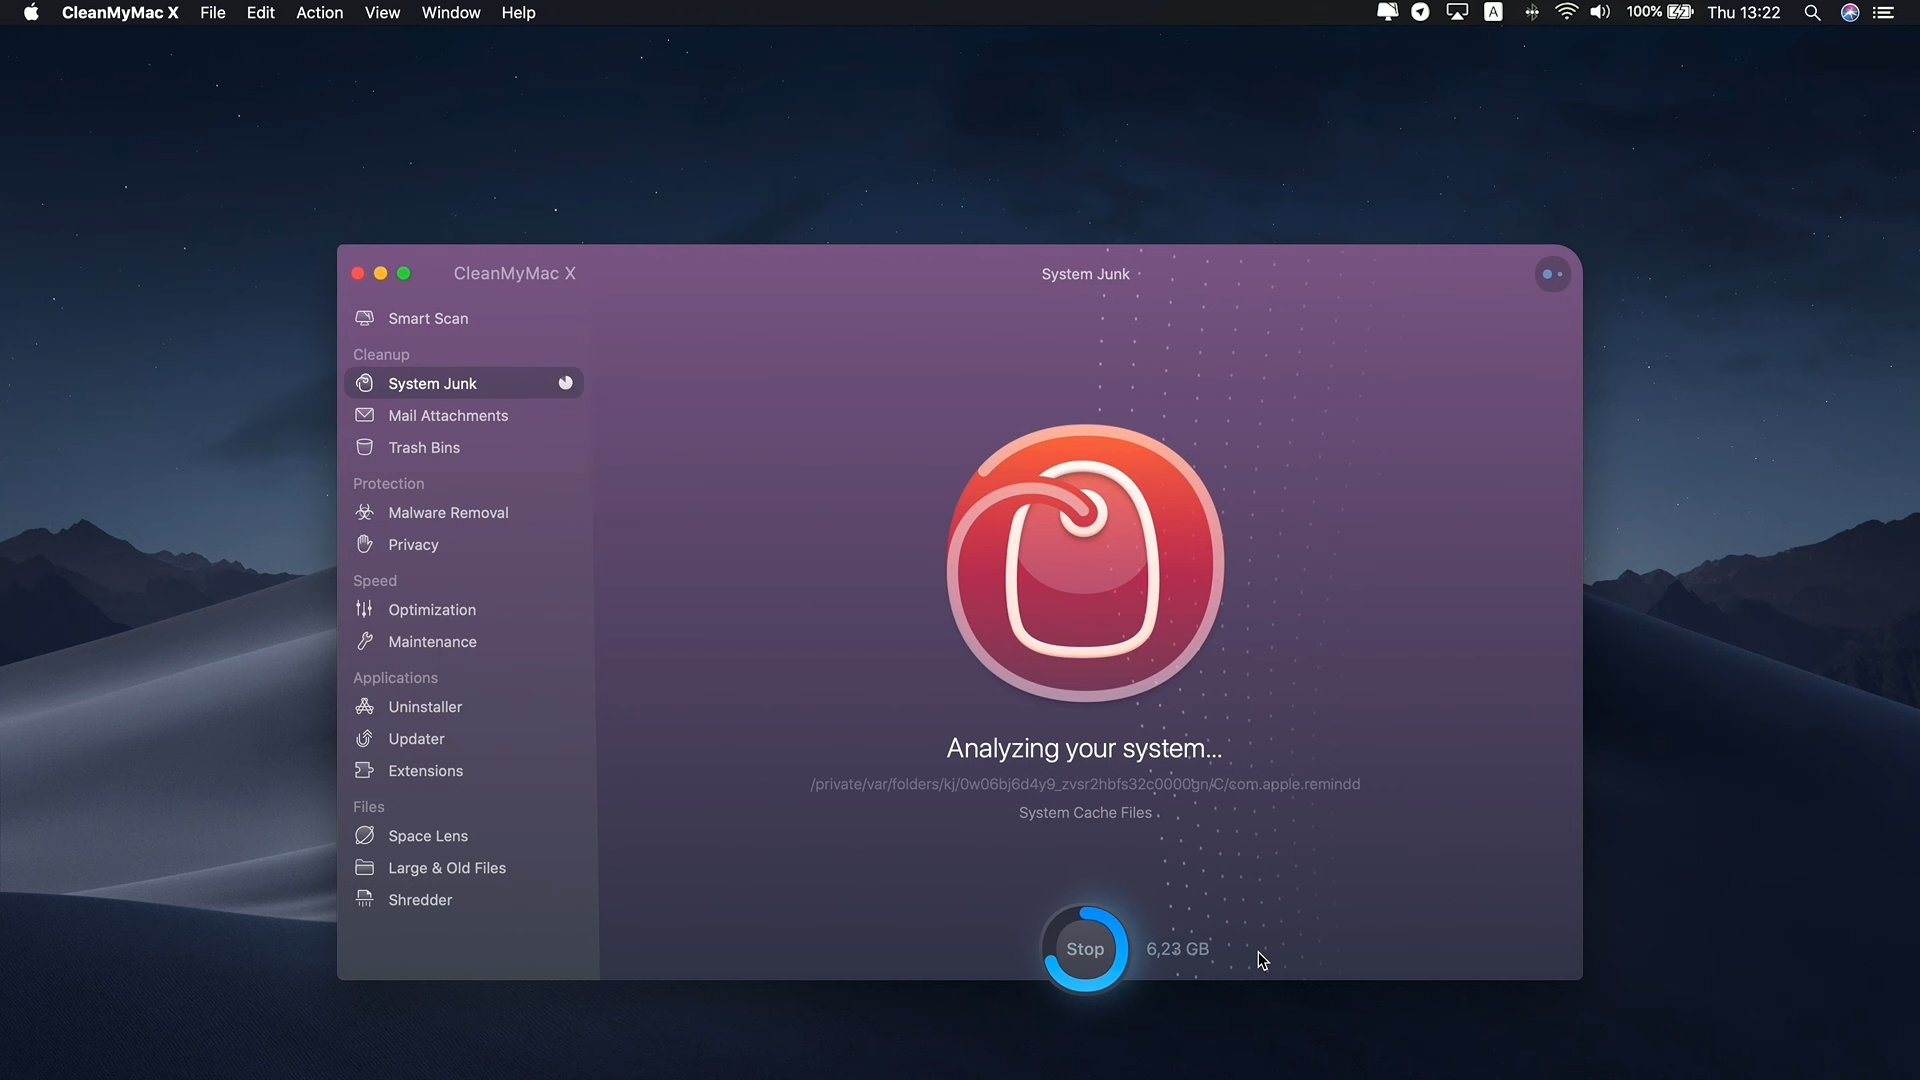 CleanMyMac X File Edit Action View Window Help
A 100% Thu 13:22
CleanMyMac X
System Junk
Smart Scan
Cleanup
System Junk
Mail Attachments
Trash Bins
Protection
Malware Removal
Privacy
Speed
Optimization
Maintenance
Applications
Uninstaller
Updater
Extensions
Files
Space Lens
Large & Old Files
Shredder
Analyzing your system...
/private/var/folders/kj/0w06bj6d4y9_zvsr2hbfs32c0000gn/C/com.apple.remindd
System Cache Files
Stop
6,23 GB